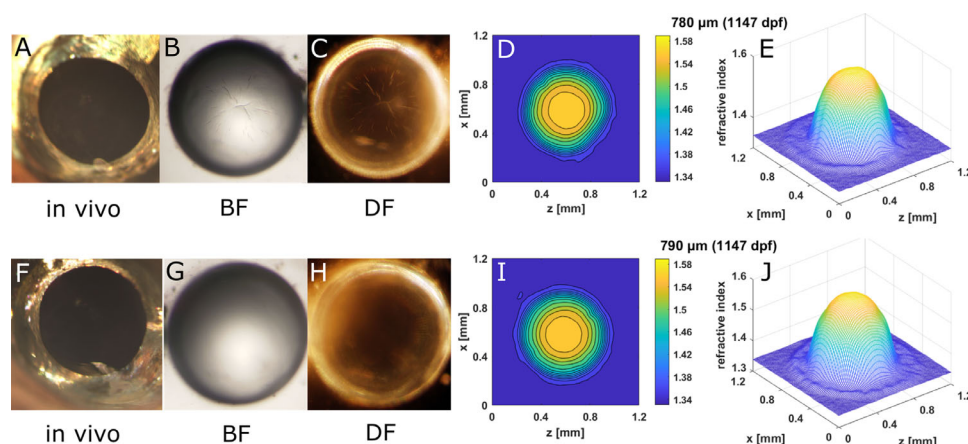 780 µm (1147 dpf)
A
B
C
D
E
1.2
0.8
0.4
0
x [mm]
0 0.4 0.8 1.2
z [mm]
1.58
1.54
1.5
1.46
1.42
1.38
1.34
1.6
1.5
1.4
1.2
refractive index
0.8
0.4
0
x [mm]
0
0.4
0.8
1.2
z [mm]
in vivo
BF
DF
790 µm (1147 dpf)
F
G
H
I
J
1.2
0.8
0.4
0
x [mm]
0 0.4 0.8 1.2
z [mm]
1.58
1.54
1.5
1.46
1.42
1.38
1.34
1.6
1.5
1.4
1.3
1.2
refractive index
0.8
0.4
0
x [mm]
0
0.4
0.8
1.2
z [mm]
in vivo
BF
DF